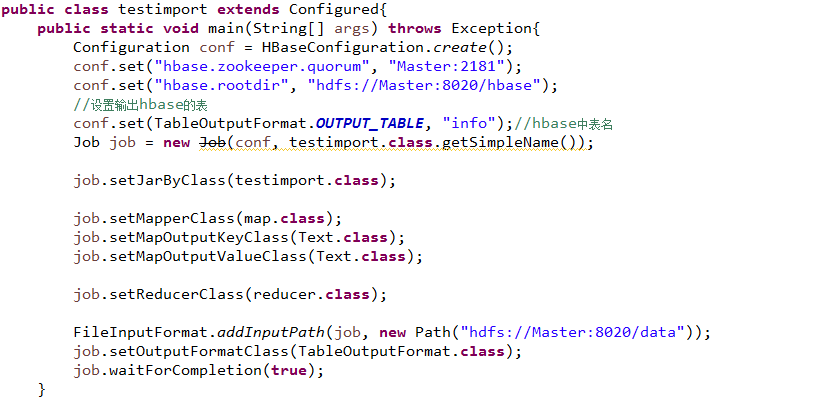 public class testimport extends Configured{
    public static void main(String[] args) throws Exception{
        Configuration conf = HBaseConfiguration.create();
        conf.set("hbase.zookeeper.quorum", "Master:2181");
        conf.set("hbase.rootdir", "hdfs://Master:8020/hbase");
        //设置输出hbase的表
        conf.set(TableOutputFormat.OUTPUT_TABLE, "info");//hbase中表名
        Job job = new Job(conf, testimport.class.getSimpleName());

        job.setJarByClass(testimport.class);

        job.setMapperClass(map.class);
        job.setMapOutputKeyClass(Text.class);
        job.setMapOutputValueClass(Text.class);

        job.setReducerClass(reducer.class);

        FileInputFormat.addInputPath(job, new Path("hdfs://Master:8020/data"));
        job.setOutputFormatClass(TableOutputFormat.class);
        job.waitForCompletion(true);
    }